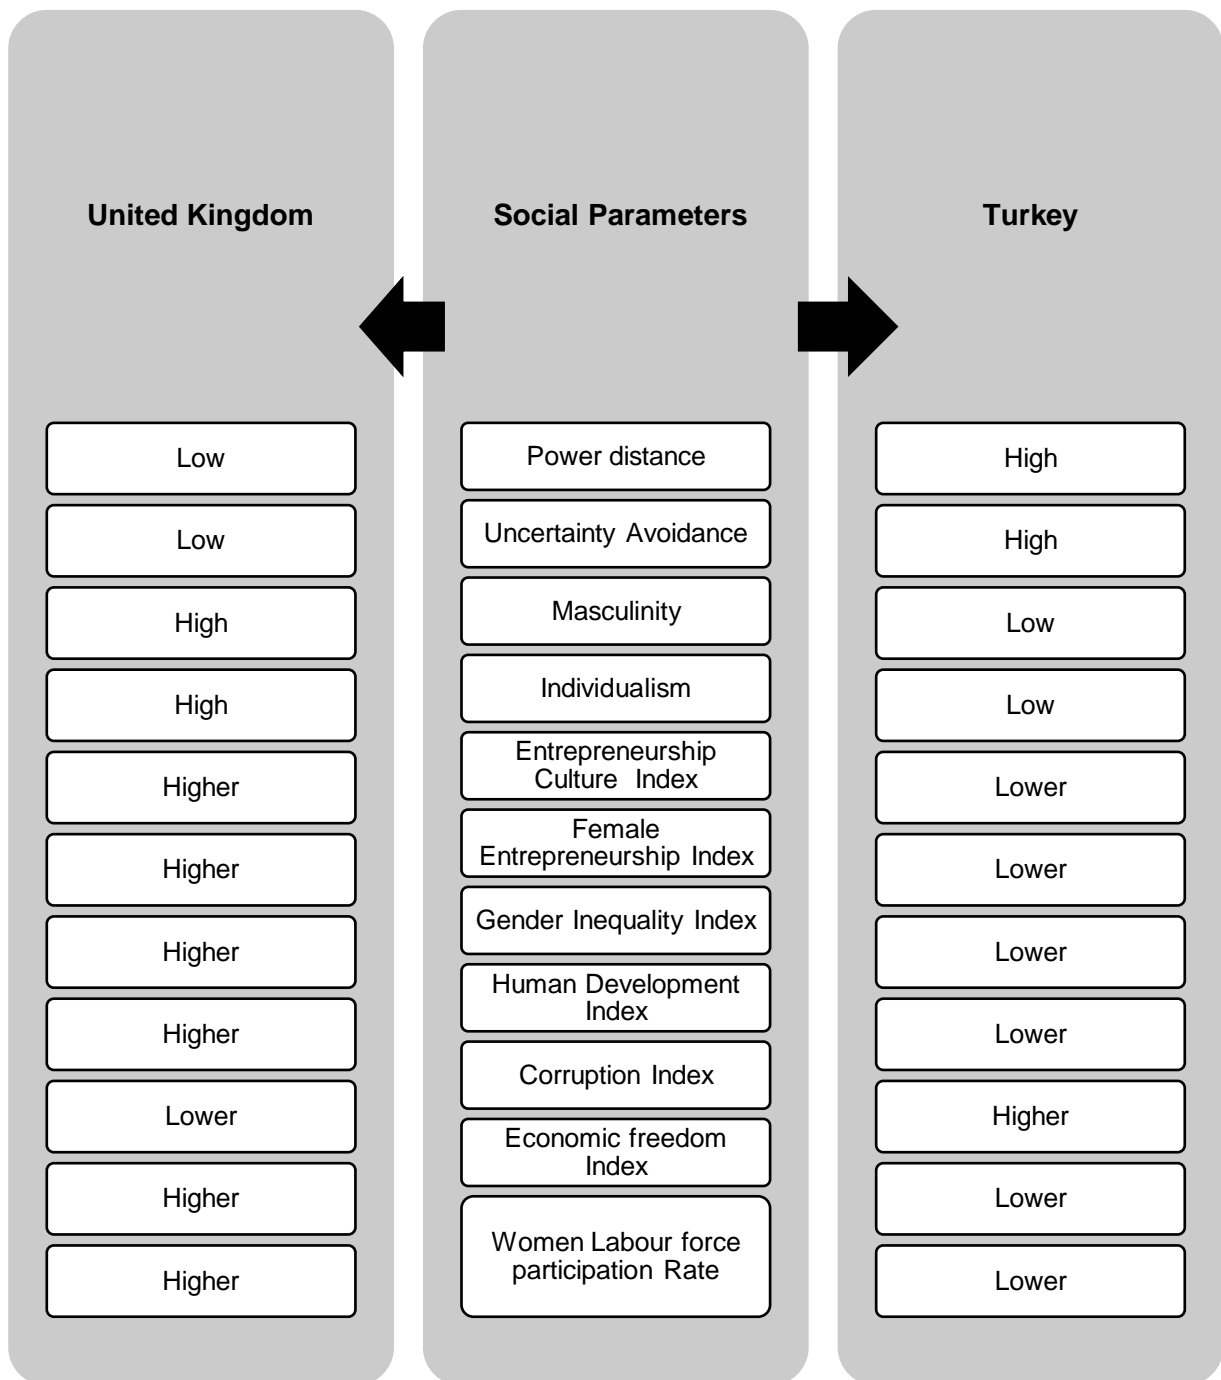 United Kingdom
Low
Low
High
High
Higher
Higher
Higher
Higher
Lower
Higher
Higher
Social Parameters
Power distance
Uncertainty Avoidance
Masculinity
Individualism
Entrepreneurship
Culture Index
Female
Entrepreneurship Index
Gender Inequality Index
Human Development
Index
Corruption Index
Economic freedom
Index
Women Labour force
participation Rate
Turkey
High
High
Low
Low
Lower
Lower
Lower
Lower
Higher
Lower
Lower